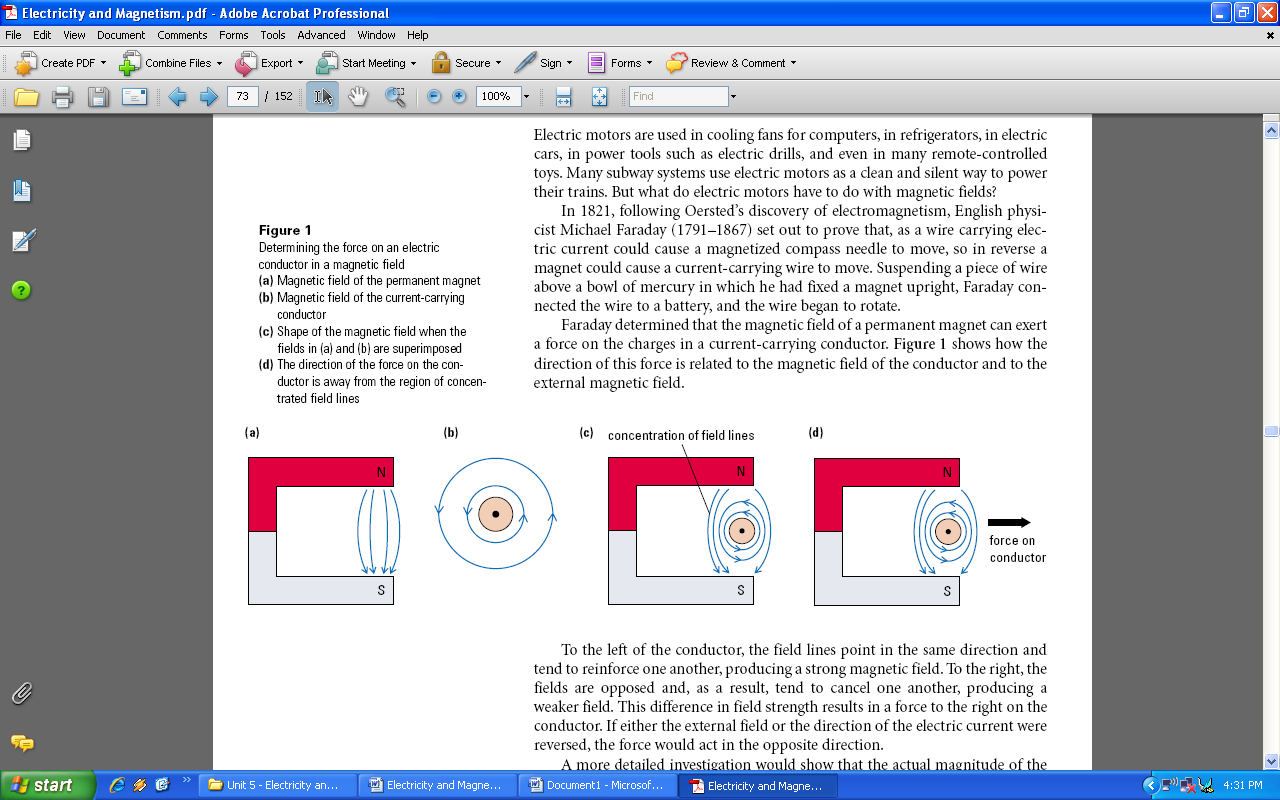 Electricity and Magnetism.pdf - Adobe Acrobat Professional
File Edit View Document Comments Forms Tools Advanced Window Help
Create PDF Combine Files Export Start Meeting Secure Sign Forms Review & Comment
73 / 152 100% Find
Electric motors are used in cooling fans for computers, in refrigerators, in electric
cars, in power tools such as electric drills, and even in many remote-controlled
toys. Many subway systems use electric motors as a clean and silent way to power
their trains. But what do electric motors have to do with magnetic fields?
In 1821, following Oersted's discovery of electromagnetism, English physi-
cist Michael Faraday (1791–1867) set out to prove that, as a wire carrying elec-
tric current could cause a magnetized compass needle to move, so in reverse a
magnet could cause a current-carrying wire to move. Suspending a piece of wire
above a bowl of mercury in which he had fixed a magnet upright, Faraday con-
nected the wire to a battery, and the wire began to rotate.
Faraday determined that the magnetic field of a permanent magnet can exert
a force on the charges in a current-carrying conductor. Figure 1 shows how the
direction of this force is related to the magnetic field of the conductor and to the
external magnetic field.
Figure 1
Determining the force on an electric
conductor in a magnetic field
(a) Magnetic field of the permanent magnet
(b) Magnetic field of the current-carrying
conductor
(c) Shape of the magnetic field when the
fields in (a) and (b) are superimposed
(d) The direction of the force on the con-
ductor is away from the region of concen-
trated field lines
(a) (b) (c) concentration of field lines (d)
N N N
force on
conductor
S S S
To the left of the conductor, the field lines point in the same direction and
tend to reinforce one another, producing a strong magnetic field. To the right, the
fields are opposed and, as a result, tend to cancel one another, producing a
weaker field. This difference in field strength results in a force to the right on the
conductor. If either the external field or the direction of the electric current were
reversed, the force would act in the opposite direction.
A more detailed investigation would show that the actual magnitude of the
start Unit 5 - Electricity an... Electricity and Magne... Document1 - Microsof... Electricity and Magne... 4:31 PM